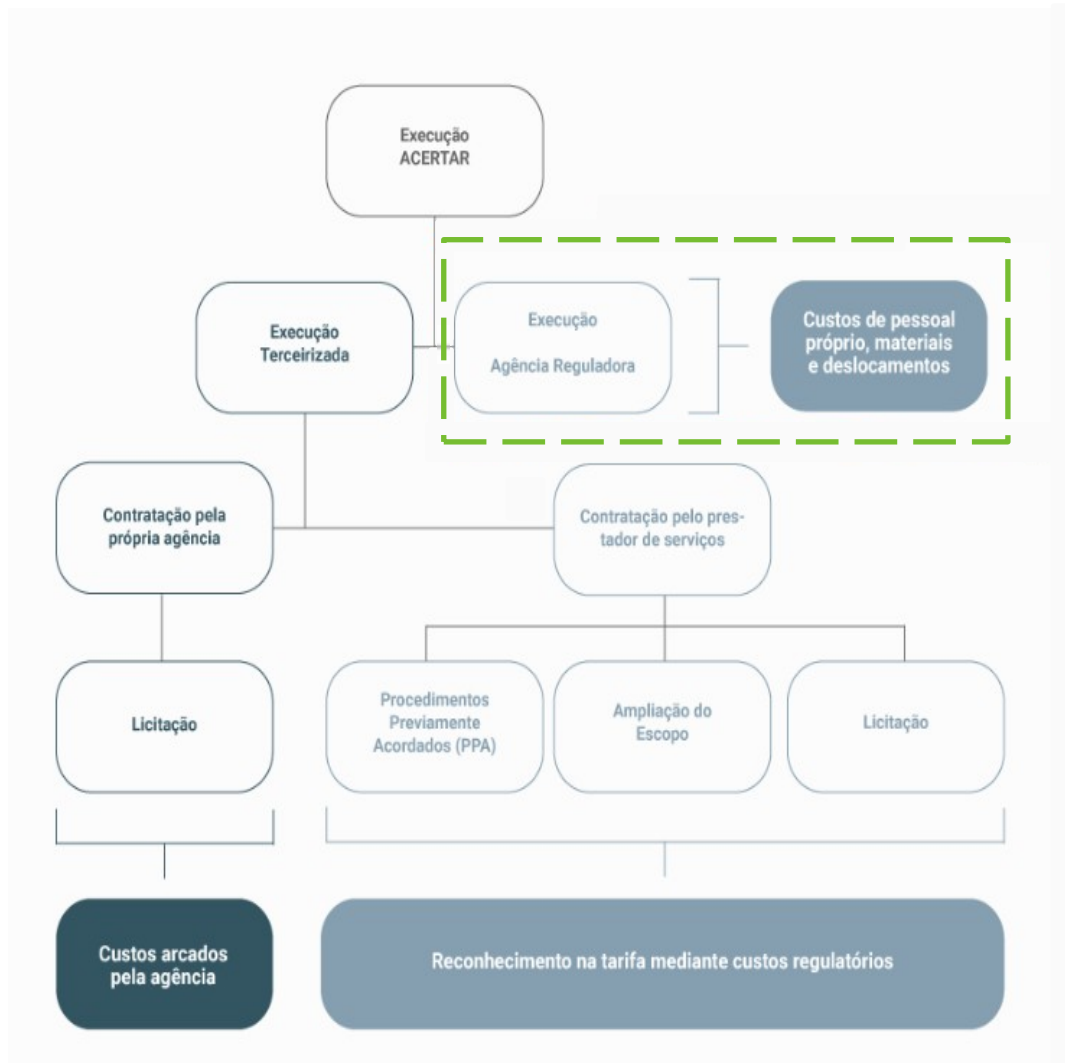 Execução
ACERTAR
Execução
Terceirizada
Execução
Agência Reguladora
Custos de pessoal
próprio, materiais
e deslocamentos
Contratação pela
própria agência
Contratação pelo pres-
tador de serviços
Licitação
Procedimentos
Previamente
Acordados (PPA)
Ampliação do
Escopo
Licitação
Custos arcados
pela agência
Reconhecimento na tarifa mediante custos regulatórios